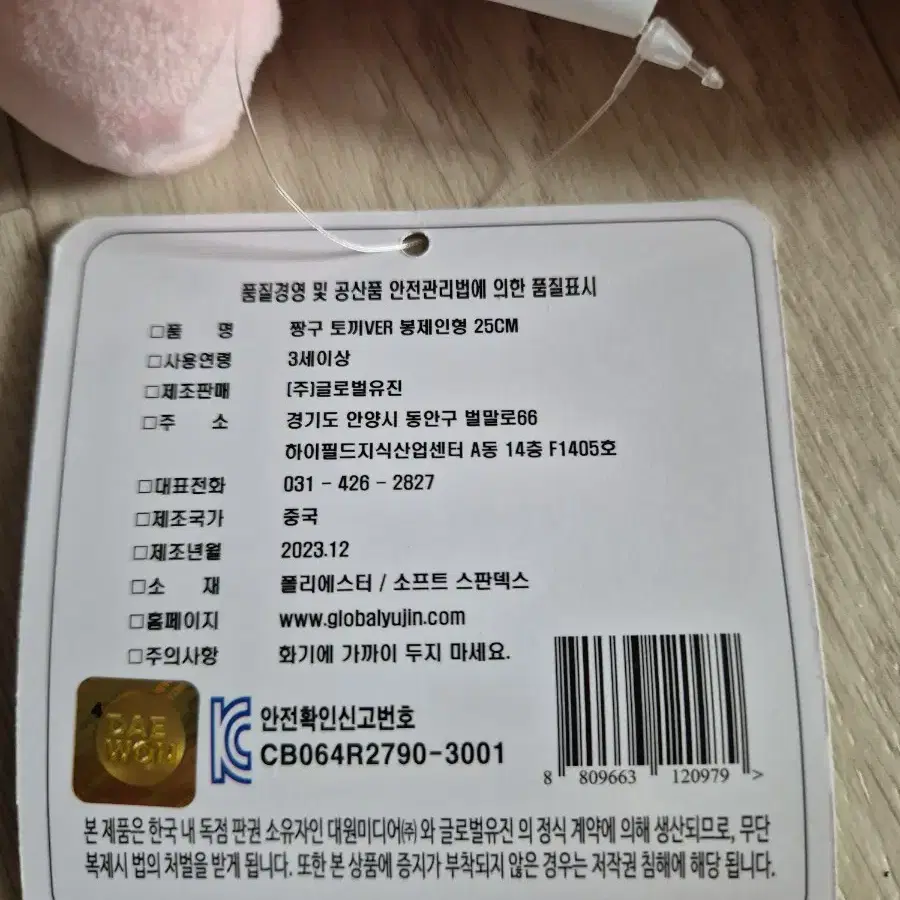 품질경영 및 공산품 안전관리법에 의한 품질표시
□품 명 짱구 토끼VER 봉제인형 25CM
□사용연령 3세이상
□제조판매 (주)글로벌유진
□주 소 경기도 안양시 동안구 벌말로66
하이필드지식산업센터 A동 14층 F1405호
□대표전화 031 - 426 - 2827
□제조국가 중국
□제조년월 2023.12
□소 재 폴리에스터 / 소프트 스판덱스
□홈페이지 www.globalyujin.com
□주의사항 화기에 가까이 두지 마세요.
4
DAE
WON
KC 안전확인신고번호
CB064R2790-3001
8 809663 120979 >
본 제품은 한국 내 독점 판권 소유자인 대원미디어㈜ 와 글로벌유진 의 정식 계약에 의해 생산되므로, 무단
복제시 법의 처벌을 받게 됩니다. 또한 본 상품에 증지가 부착되지 않은 경우는 저작권 침해에 해당 됩니다.